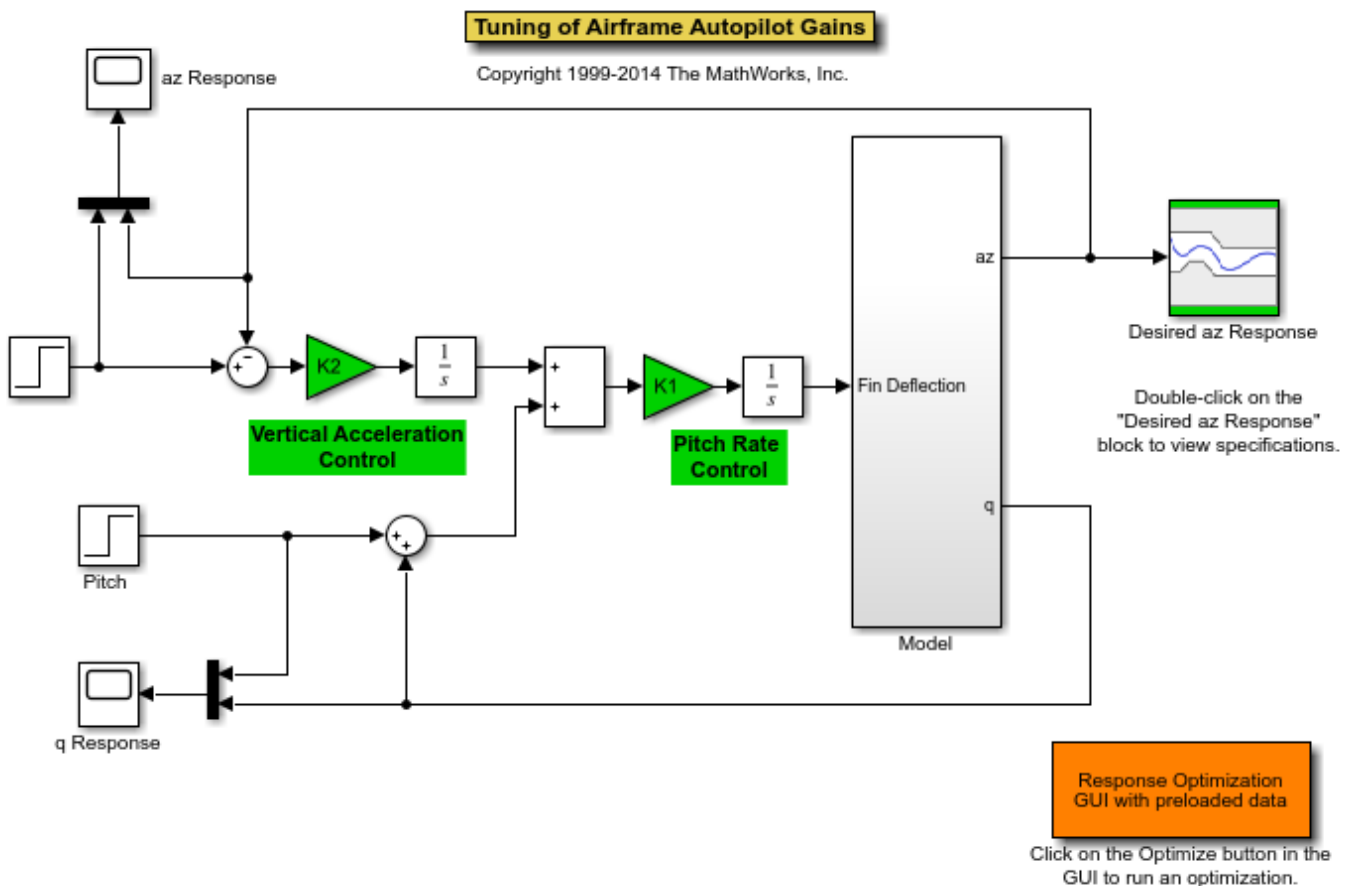 Tuning of Airframe Autopilot Gains
Copyright 1999-2014 The MathWorks, Inc.
az Response
az
Desired az Response
+
−
K2
1
s
+
+
K1
1
s
Fin Deflection
Double-click on the
"Desired az Response"
block to view specifications.
Vertical Acceleration
Control
Pitch Rate
Control
q
+
+
Pitch
Model
q Response
Response Optimization
GUI with preloaded data
Click on the Optimize button in the
GUI to run an optimization.